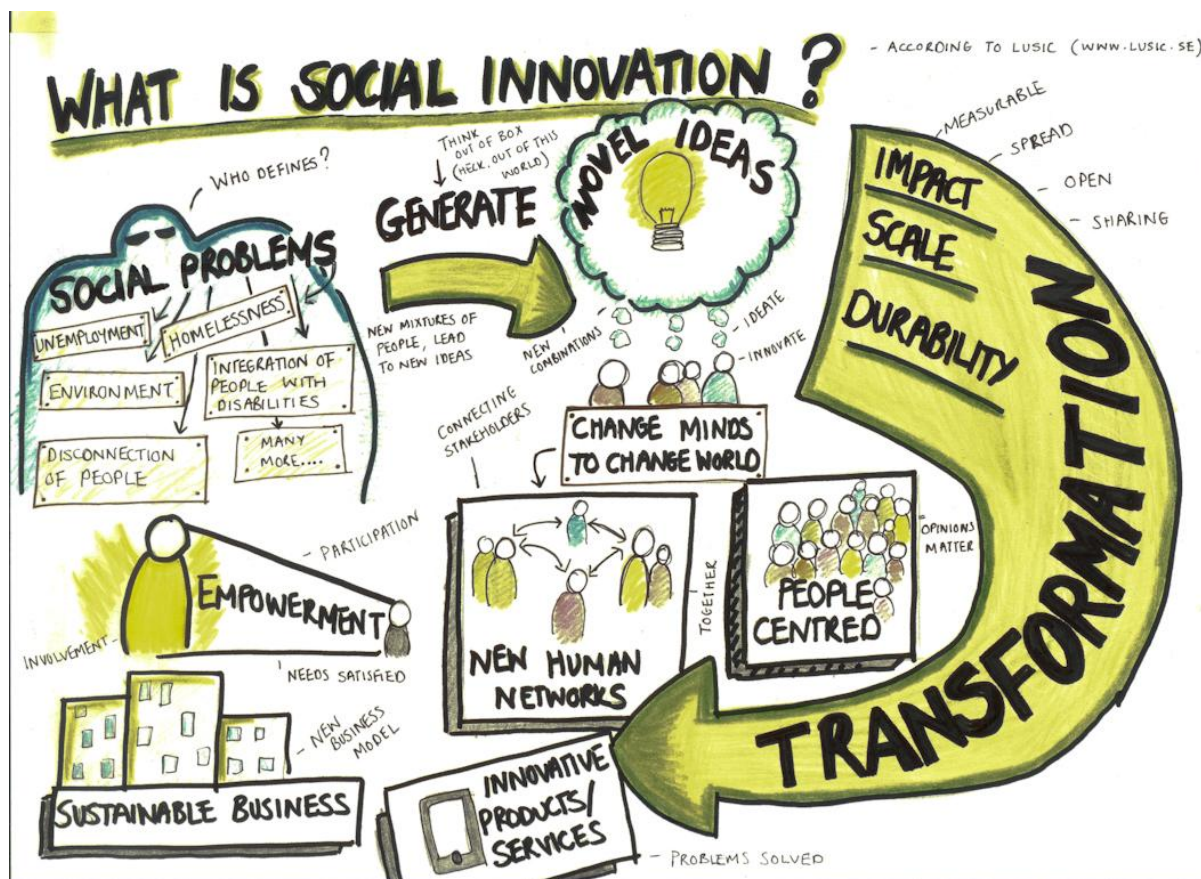 WHAT IS SOCIAL INNOVATION?
- ACCORDING TO LUSIC (WWW.LUSIC.SE)
WHO DEFINES?
SOCIAL PROBLEMS
UNEMPLOYMENT
HOMELESSNESS
ENVIRONMENT
INTEGRATION OF
PEOPLE WITH
DISABILITIES
DISCONNECTION
OF PEOPLE
MANY
MORE....
THINK
OUT OF BOX
(HECK, OUT OF THIS
WORLD)
GENERATE
NEW MIXTURES OF
PEOPLE, LEAD
TO NEW IDEAS
NOVEL IDEAS
NEW
COMBINATIONS
- IDEATE
- INNOVATE
CHANGE MINDS
TO CHANGE WORLD
IMPACT
SCALE
DURABILITY
MEASURABLE
SPREAD
OPEN
SHARING
TRANSFORMATION
CONNECTING
STAKEHOLDERS
NEW HUMAN
NETWORKS
TOGETHER
PEOPLE
CENTRED
OPINIONS
MATTER
- PARTICIPATION
EMPOWERMENT
INVOLVEMENT -
NEEDS SATISFIED
- NEW
BUSINESS
MODEL
SUSTAINABLE BUSINESS
INNOVATIVE
PRODUCTS/
SERVICES
- PROBLEMS SOLVED